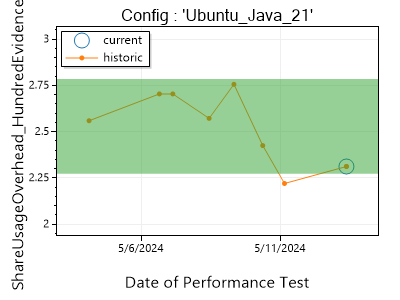 Config : 'Ubuntu_Java_21'
current
historic
ShareUsageOverhead_HundredEvidence
3
2.75
2.5
2.25
2
5/6/2024
5/11/2024
Date of Performance Test